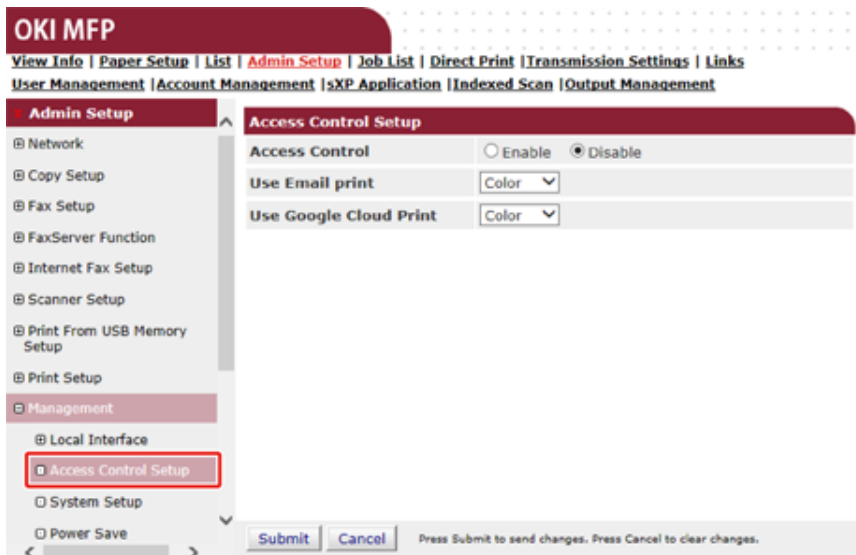 OKI MFP
View Info | Paper Setup | List | Admin Setup | Job List | Direct Print |Transmission Settings | Links
User Management |Account Management |sXP Application |Indexed Scan |Output Management
Admin Setup
Network
Copy Setup
Fax Setup
FaxServer Function
Internet Fax Setup
Scanner Setup
Print From USB Memory
Setup
Print Setup
Management
Local Interface
Access Control Setup
System Setup
Power Save
Access Control Setup
Access Control Enable Disable
Use Email print Color
Use Google Cloud Print Color
Submit Cancel Press Submit to send changes. Press Cancel to clear changes.